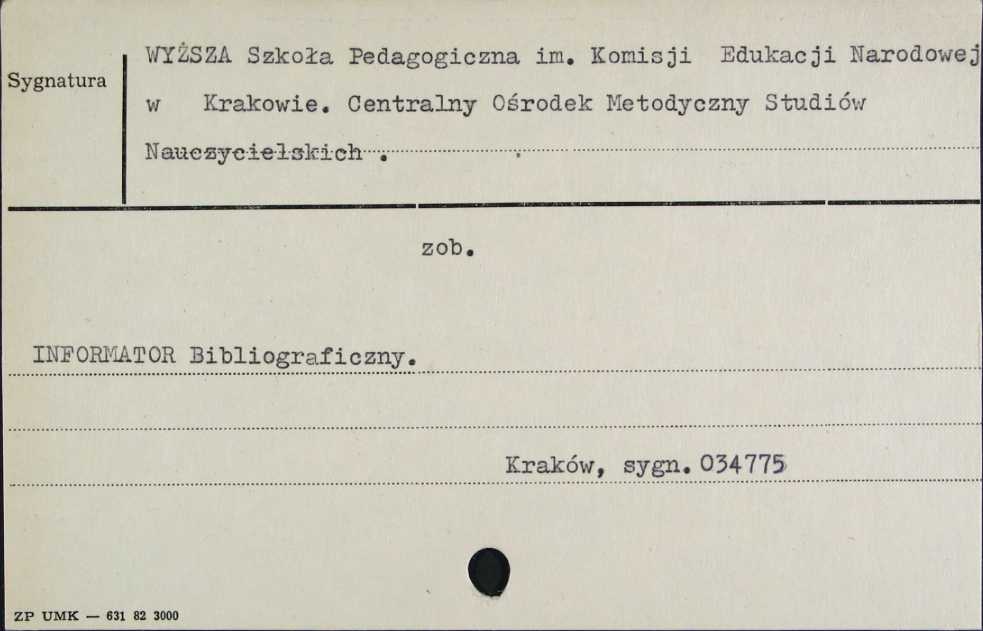 WYŻSZA Szkoła Pedagogiczna im. Komisji Edukacji Narodowej
Sygnatura
w Krakowie. Centralny Ośrodek Metodyczny Studiów
Nauczycielskich .
zob.
INFORMATOR Bibliograficzny.
Kraków, sygn. 034775
ZP UMK — 631 82 3000